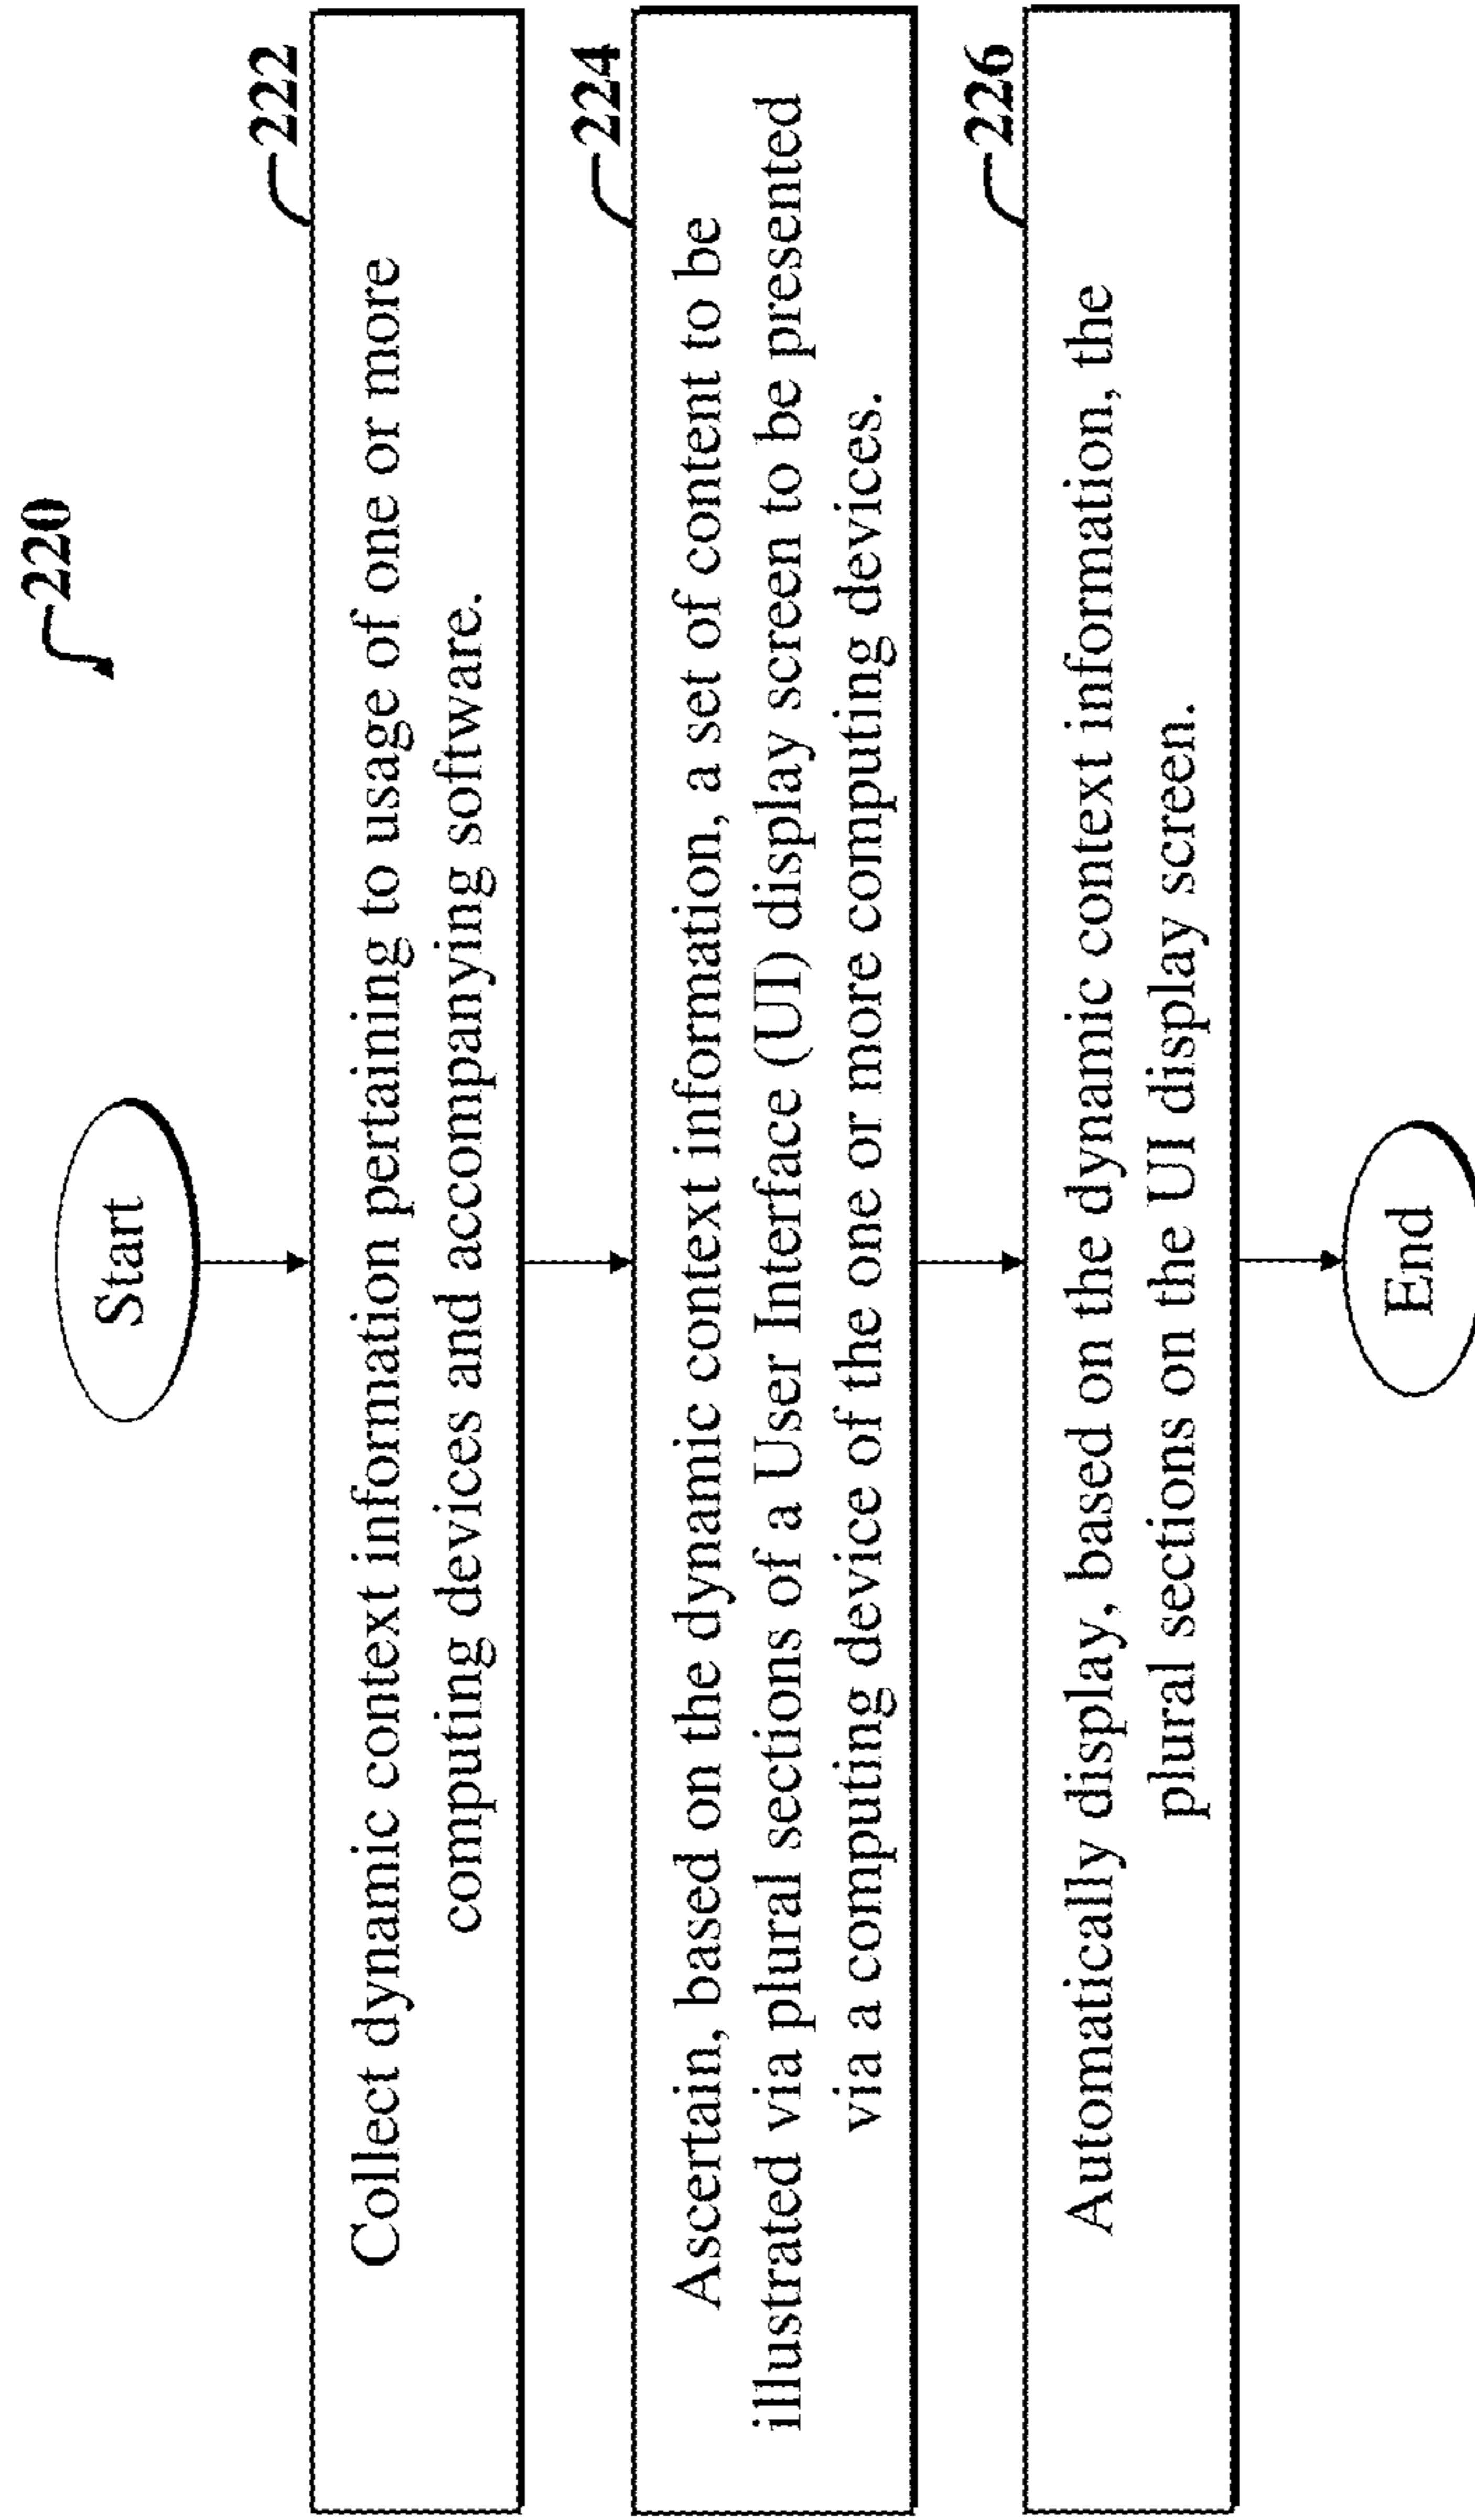 220
Start
222
Collect dynamic context information pertaining to usage of one or more
computing devices and accompanying software.
224
Ascertain, based on the dynamic context information, a set of content to be
illustrated via plural sections of a User Interface (UI) display screen to be presented
via a computing device of the one or more computing devices.
226
Automatically display, based on the dynamic context information, the
plural sections on the UI display screen.
End